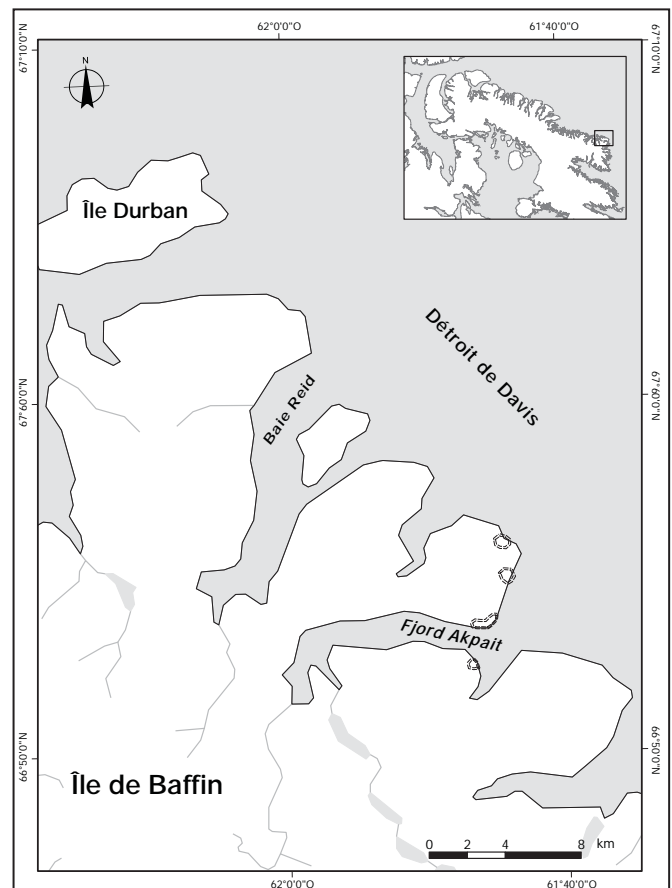 62°0'0"O
61°40'0"O
67°10'0"N
67°10'0"N
N
Île Durban
Détroit de Davis
Baie Reid
67°60'0"N
67°60'0"N
Fjord Akpait
66°50'0"N
66°50'0"N
Île de Baffin
0 2 4 8 km
62°0'0"O
61°40'0"O